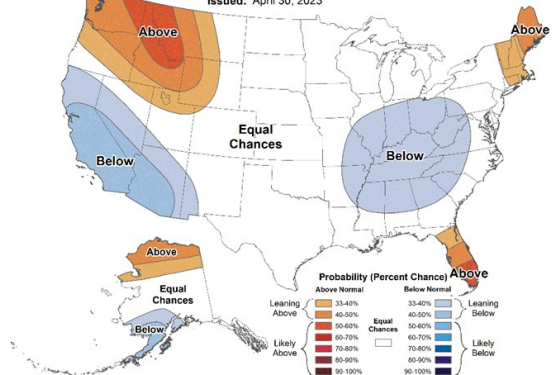 Issued: April 30, 2023
Above
Above
Equal
Chances
Below
Below
Above
Above
Equal
Chances
Below
Probability (Percent Chance)
Above Normal
Below Normal
Leaning
Above
33-40%
40-50%
50-60%
60-70%
70-80%
80-90%
90-100%
Likely
Above
Equal
Chances
33-40%
40-50%
50-60%
60-70%
70-80%
80-90%
90-100%
Leaning
Below
Likely
Below